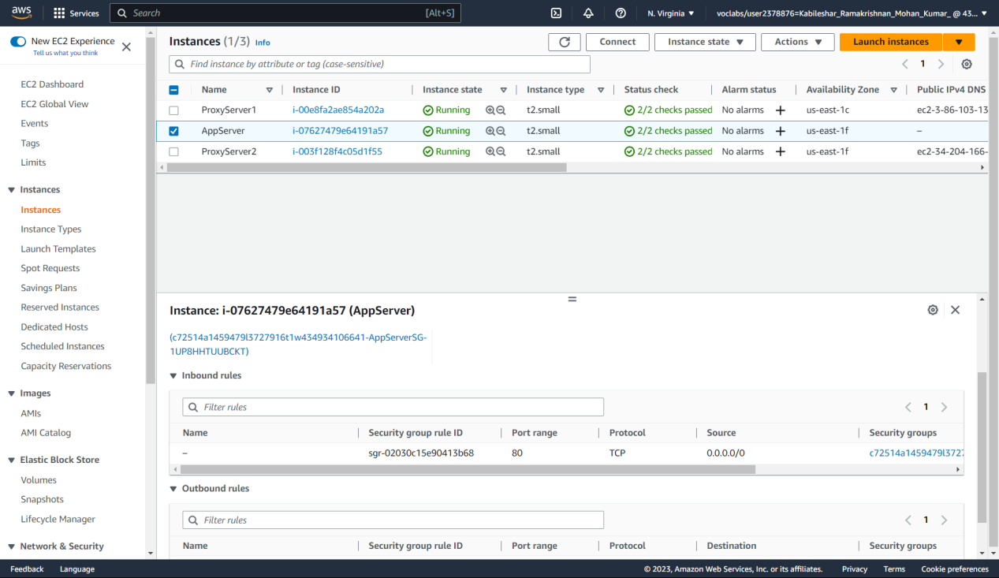 aws Services Search [Alt+S] N. Virginia voclabs/user2378876=Kabileshar_Ramakrishnan_Mohan_Kumar_ @ 43...
New EC2 Experience
Tell us what you think
EC2 Dashboard
EC2 Global View
Events
Tags
Limits
Instances
Instances
Instance Types
Launch Templates
Spot Requests
Savings Plans
Reserved Instances
Dedicated Hosts
Scheduled Instances
Capacity Reservations
Images
AMIs
AMI Catalog
Elastic Block Store
Volumes
Snapshots
Lifecycle Manager
Network & Security
Instances (1/3) Info Connect Instance state Actions Launch instances
Find instance by attribute or tag (case-sensitive) 1
Name Instance ID Instance state Instance type Status check Alarm status Availability Zone Public IPv4 DNS
ProxyServer1 i-00e8fa2ae854a202a Running t2.small 2/2 checks passed No alarms + us-east-1c ec2-3-86-103-13
AppServer i-07627479e64191a57 Running t2.small 2/2 checks passed No alarms + us-east-1f –
ProxyServer2 i-003f128f4c05d1f55 Running t2.small 2/2 checks passed No alarms + us-east-1f ec2-34-204-166-
Instance: i-07627479e64191a57 (AppServer)
(c72514a1459479l3727916t1w434934106641-AppServerSG-
1UP8HHTUUBCKT)
Inbound rules
Filter rules 1
Name Security group rule ID Port range Protocol Source Security groups
– sgr-02030c15e90413b68 80 TCP 0.0.0.0/0 c72514a1459479l3727
Outbound rules
Filter rules 1
Name Security group rule ID Port range Protocol Destination Security groups
Feedback Language © 2023, Amazon Web Services, Inc. or its affiliates. Privacy Terms Cookie preferences